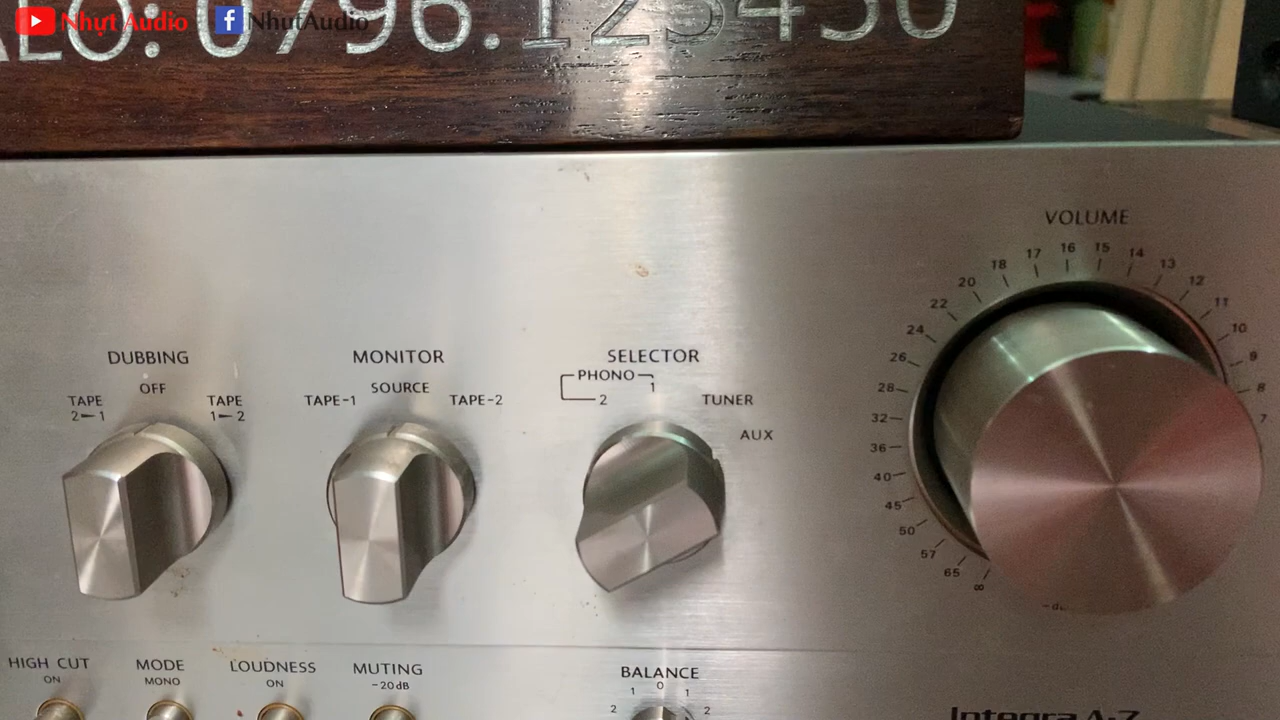 Nhựt Audio NhựtAudio
ALO: 0796.123456
VOLUME
20 18 17 16 15 14 13 12 11 10 9 8 7
22
24
26
28
32
36
40
45
50
57
65
∞
DUBBING
OFF
TAPE 2←1
TAPE 1←2
MONITOR
TAPE-1 SOURCE TAPE-2
SELECTOR
PHONO 1
2
TUNER
AUX
HIGH CUT
ON
MODE
MONO
LOUDNESS
ON
MUTING
-20dB
BALANCE
2 1 0 1 2
Integra A-7